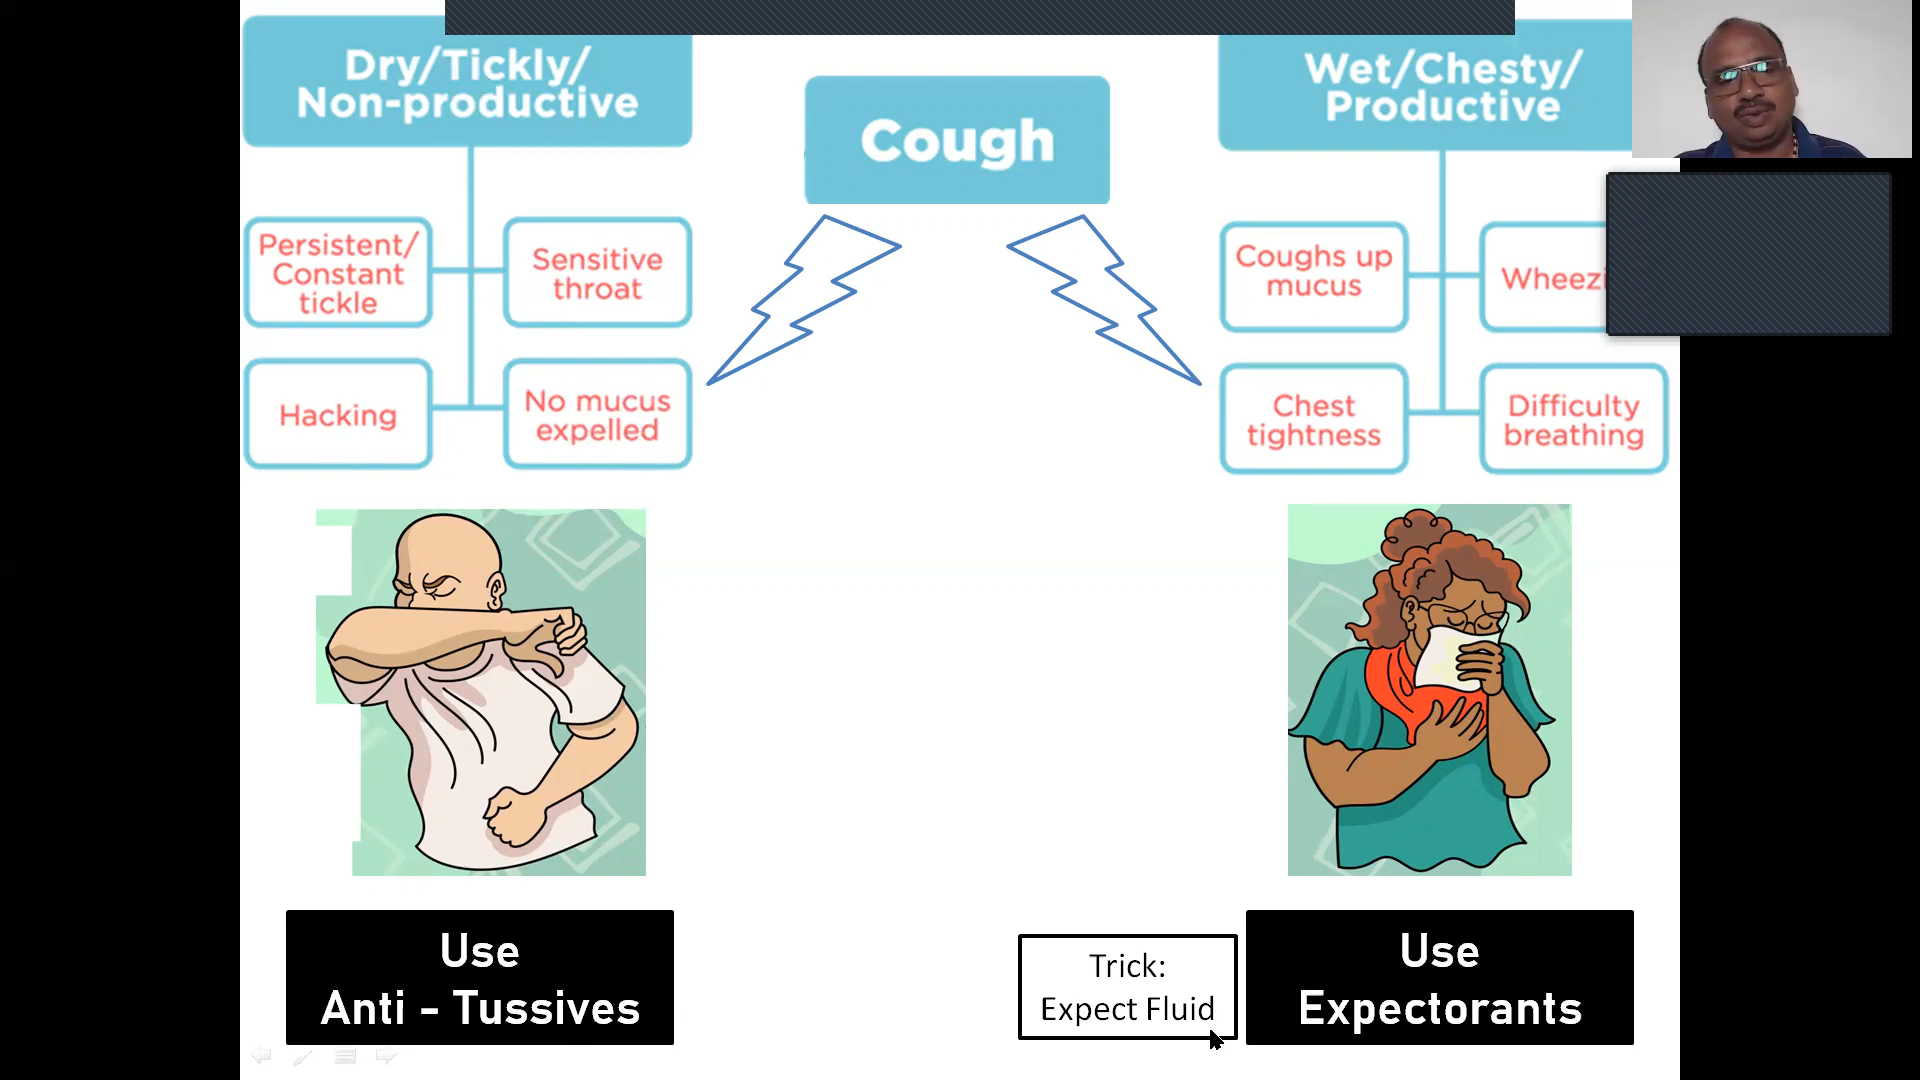 Dry/Tickly/
Non-productive
Cough
Wet/Chesty/
Productive
Persistent/
Constant
tickle
Sensitive
throat
Hacking
No mucus
expelled
Coughs up
mucus
Wheezi
Chest
tightness
Difficulty
breathing
Use
Anti - Tussives
Trick:
Expect Fluid
Use
Expectorants